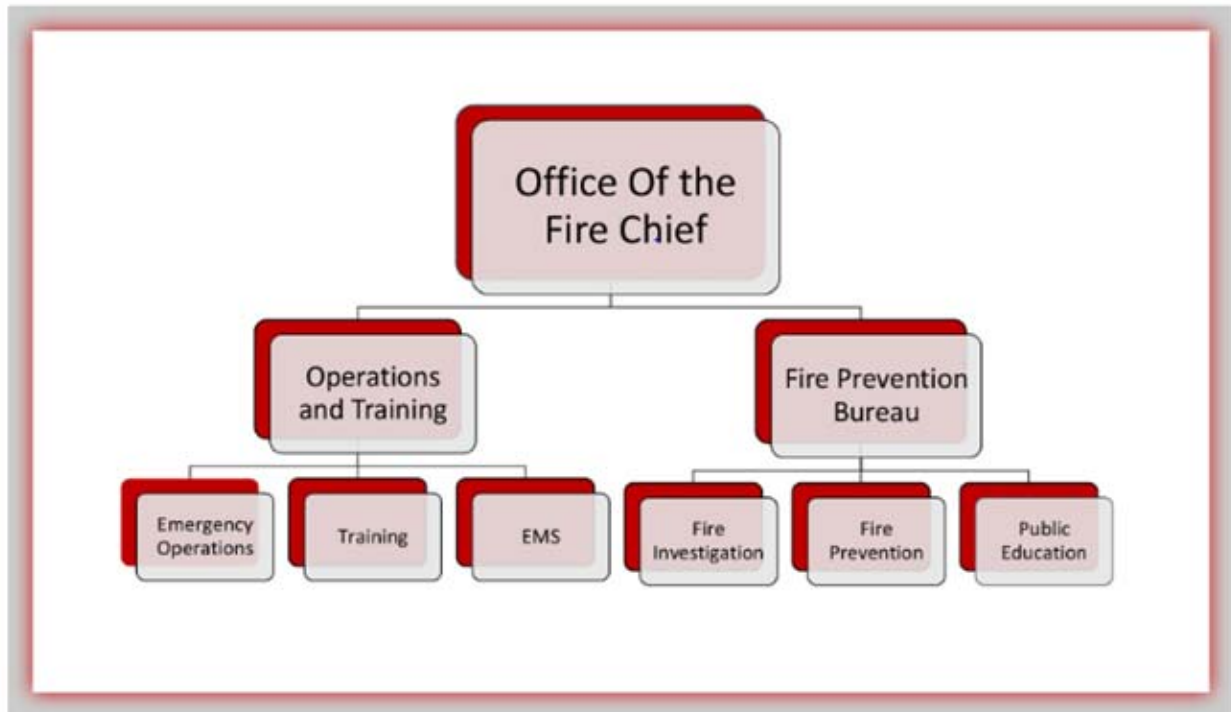 Office Of the
Fire Chief
Operations
and Training
Fire Prevention
Bureau
Emergency
Operations
Training
EMS
Fire
Investigation
Fire
Prevention
Public
Education